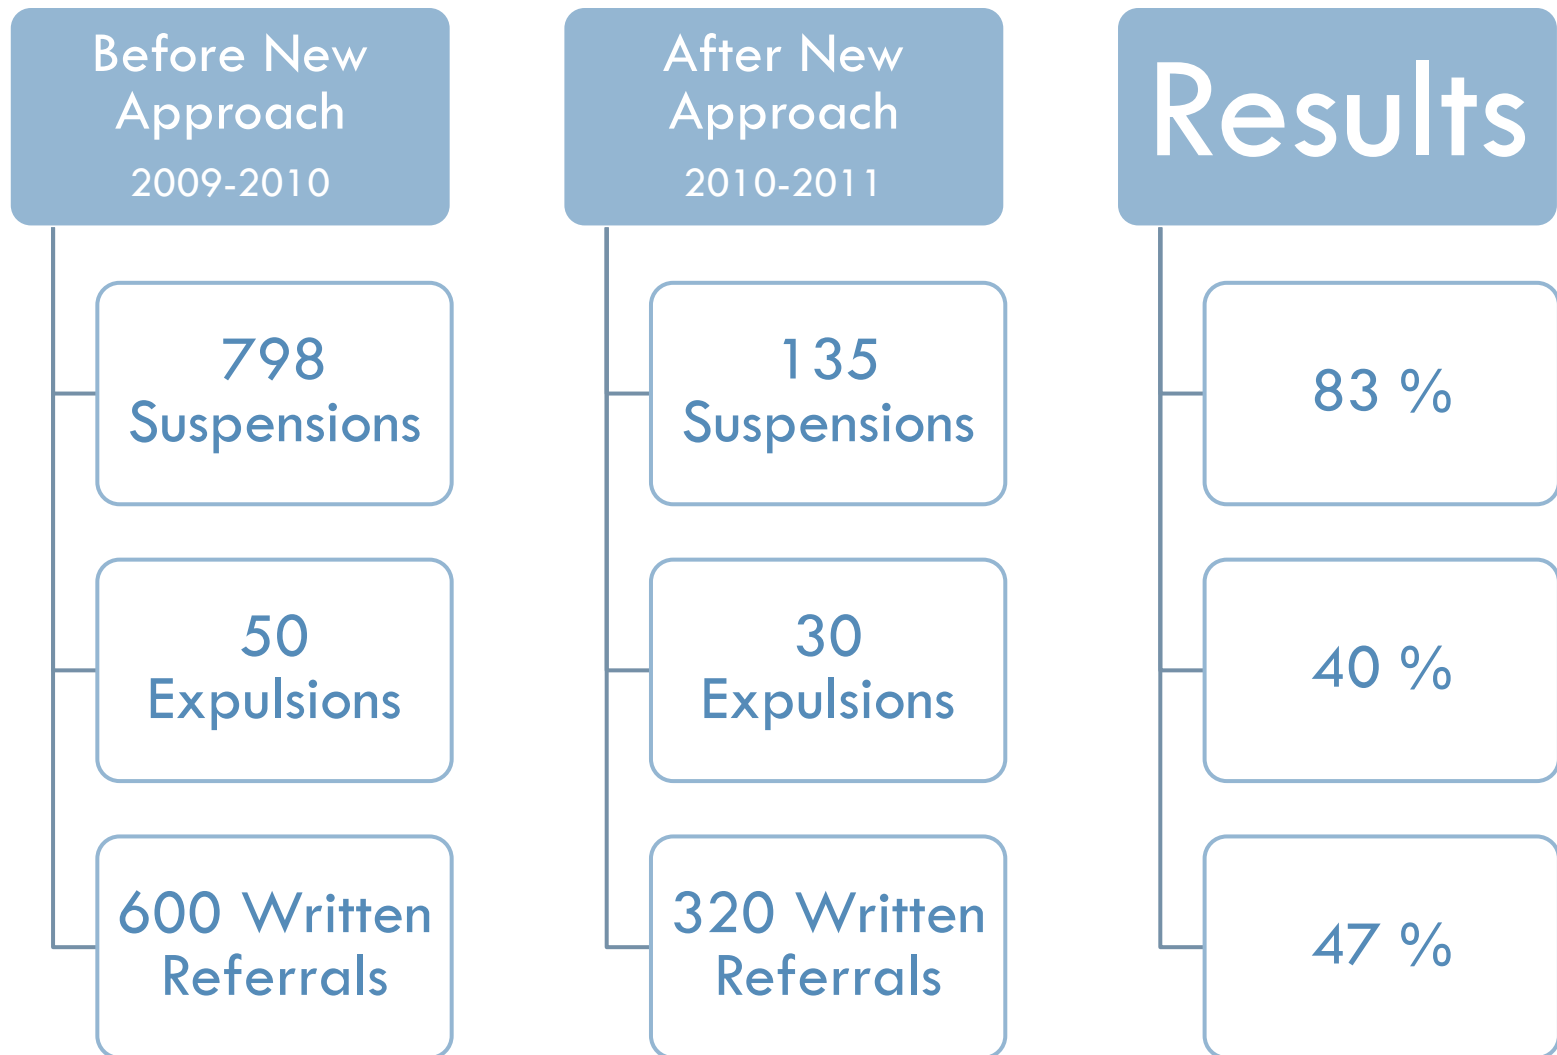 Before New
Approach
2009-2010
798
Suspensions
50
Expulsions
600 Written
Referrals
After New
Approach
2010-2011
135
Suspensions
30
Expulsions
320 Written
Referrals
Results
83 %
40 %
47 %